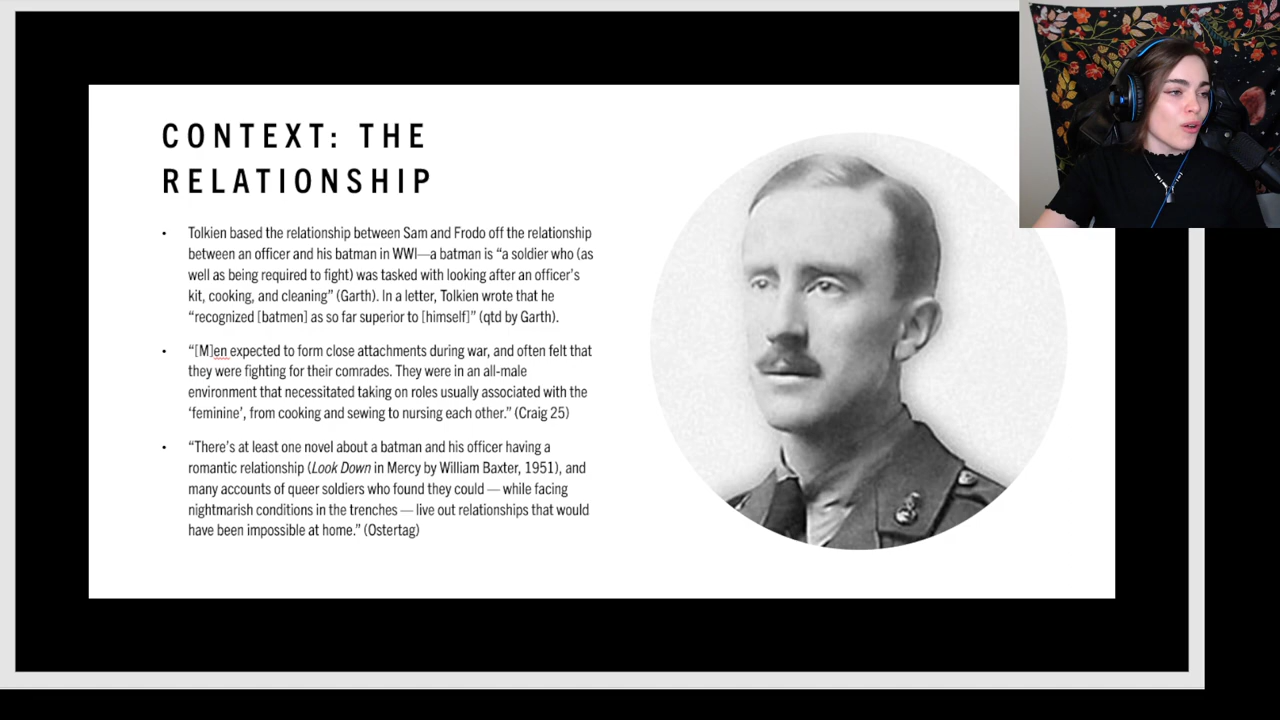 CONTEXT: THE
RELATIONSHIP
• Tolkien based the relationship between Sam and Frodo off the relationship
between an officer and his batman in WWI—a batman is “a soldier who (as
well as being required to fight) was tasked with looking after an officer’s
kit, cooking, and cleaning” (Garth). In a letter, Tolkien wrote that he
“recognized [batmen] as so far superior to [himself]” (qtd by Garth).
• “[M]en expected to form close attachments during war, and often felt that
they were fighting for their comrades. They were in an all-male
environment that necessitated taking on roles usually associated with the
‘feminine’, from cooking and sewing to nursing each other.” (Craig 25)
• “There’s at least one novel about a batman and his officer having a
romantic relationship (Look Down in Mercy by William Baxter, 1951), and
many accounts of queer soldiers who found they could — while facing
nightmarish conditions in the trenches — live out relationships that would
have been impossible at home.” (Ostertag)